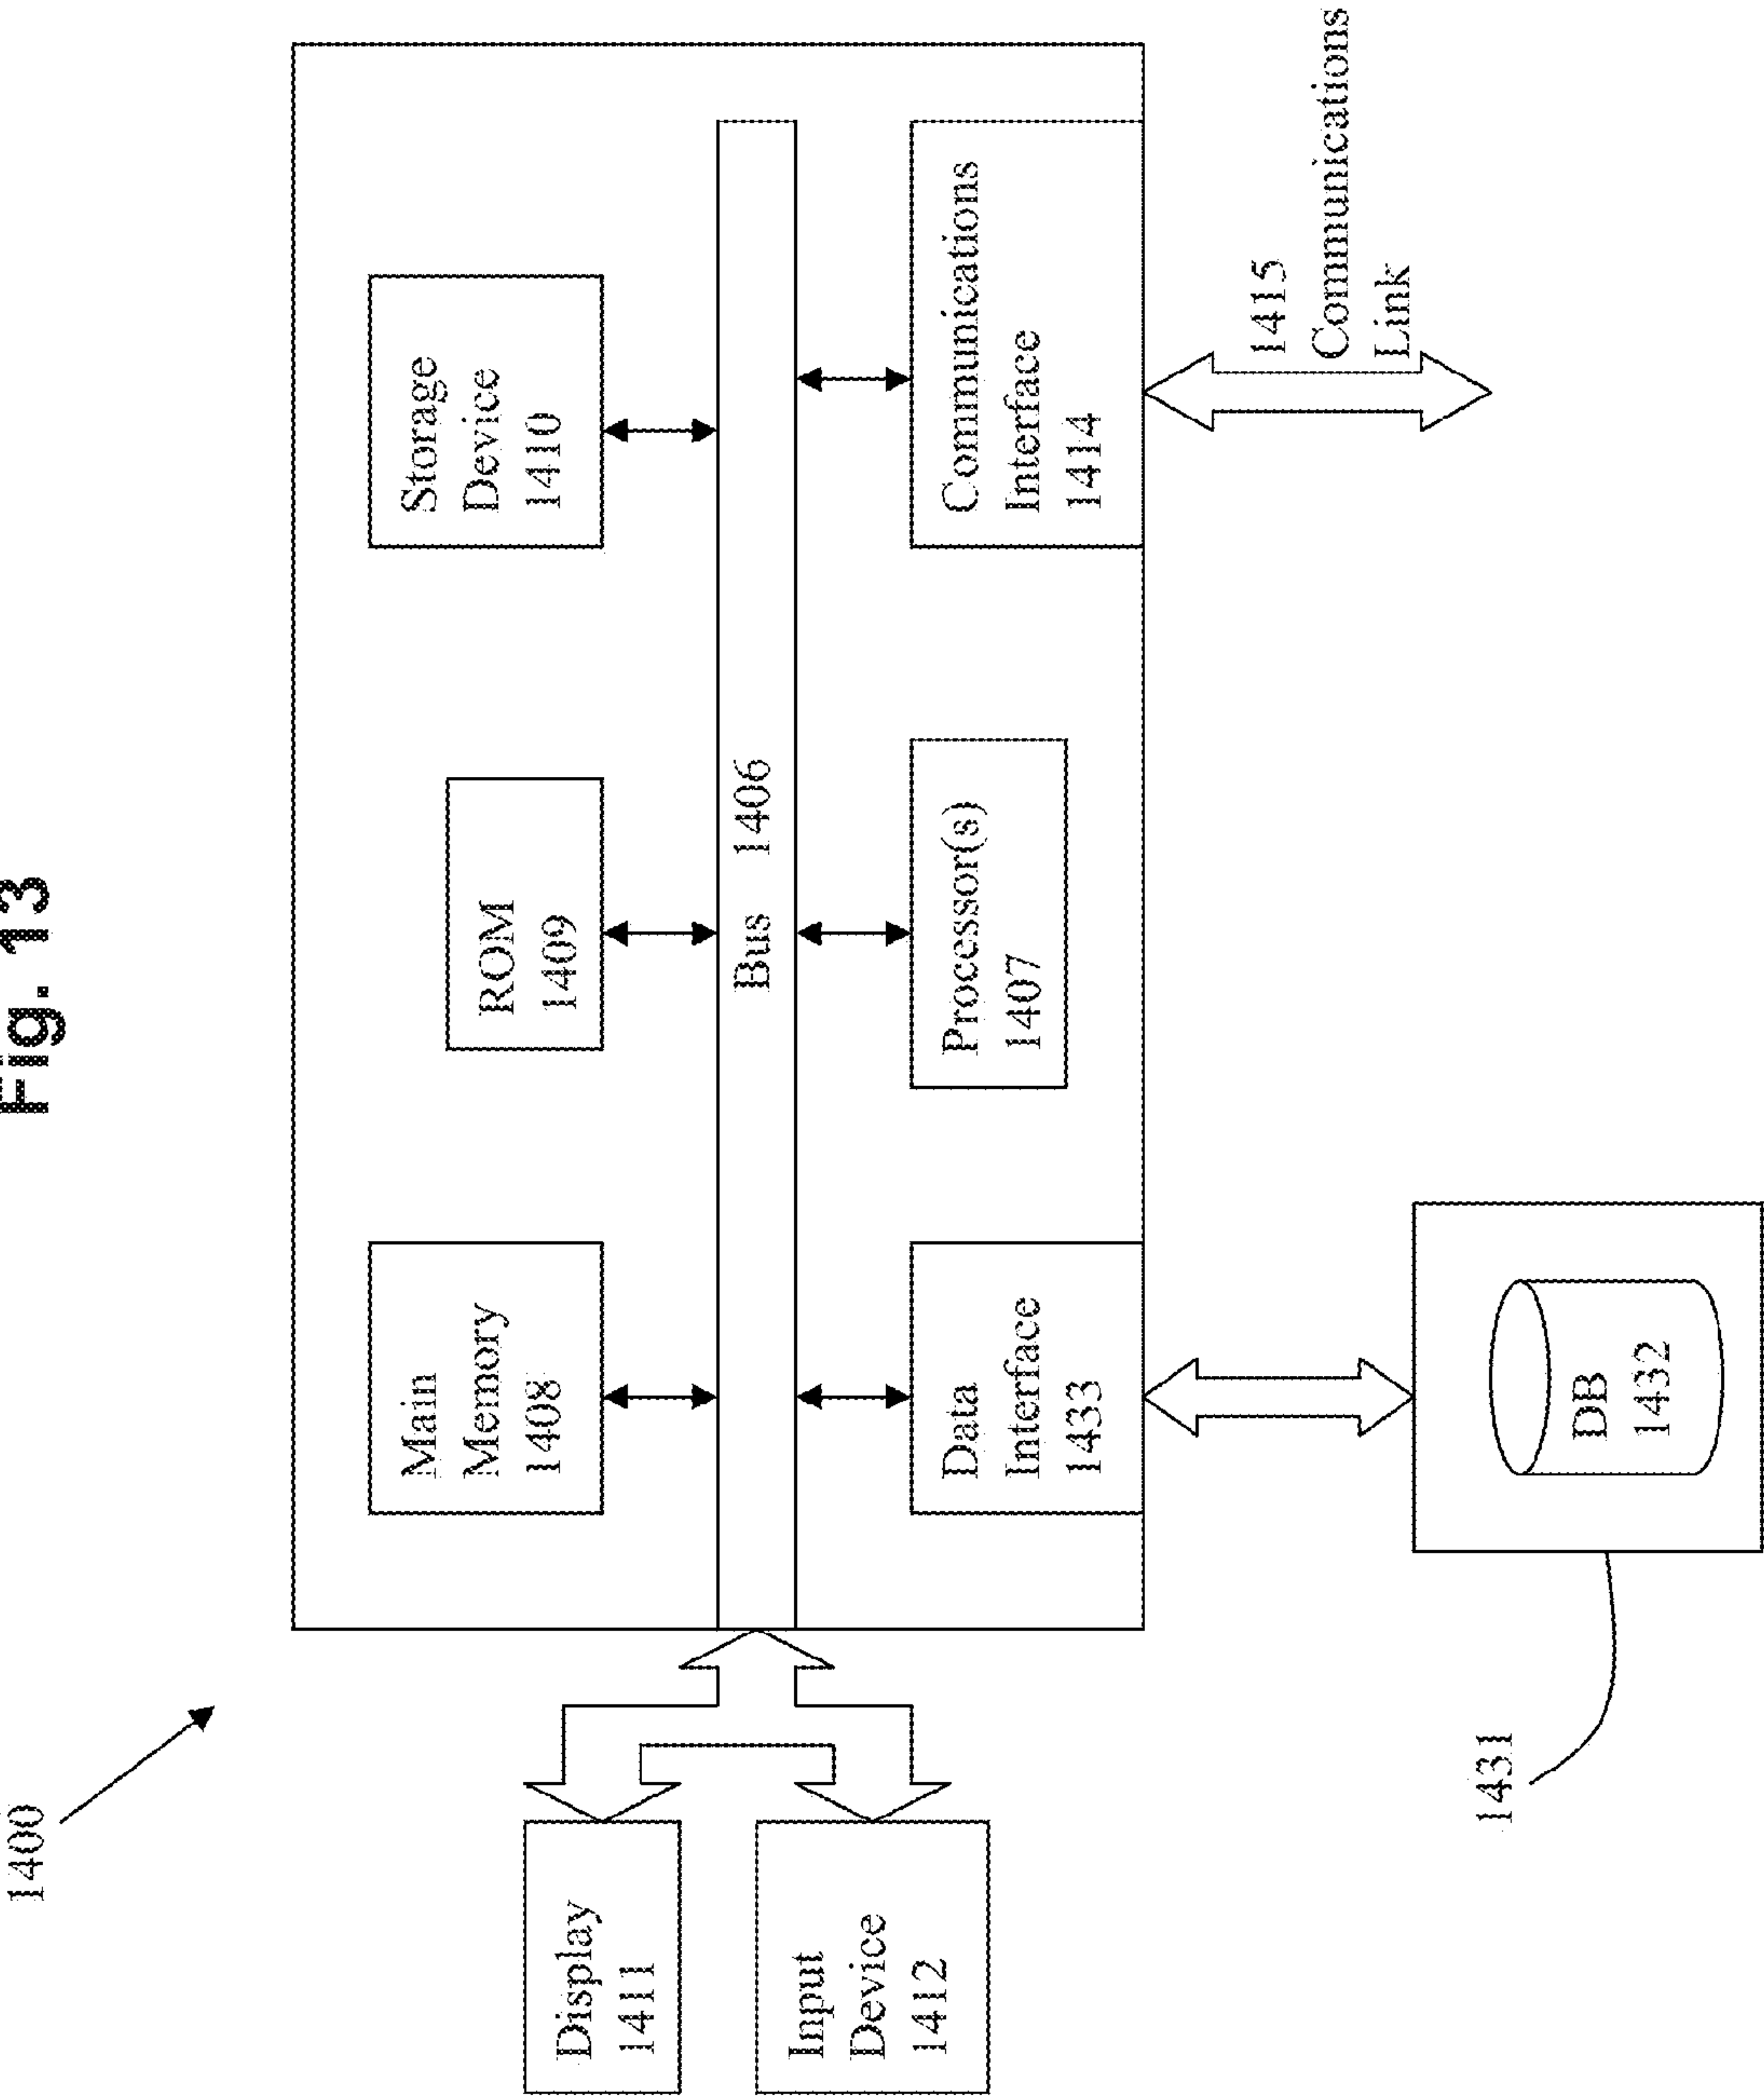 Fig. 13
1400
Main
Memory
1408
ROM
1409
Storage
Device
1410
Display
1411
Bus 1406
Input
Device
1412
Data
Interface
1433
Processor(s)
1407
Communications
Interface
1414
1415
Communications
Link
1431
DB
1432